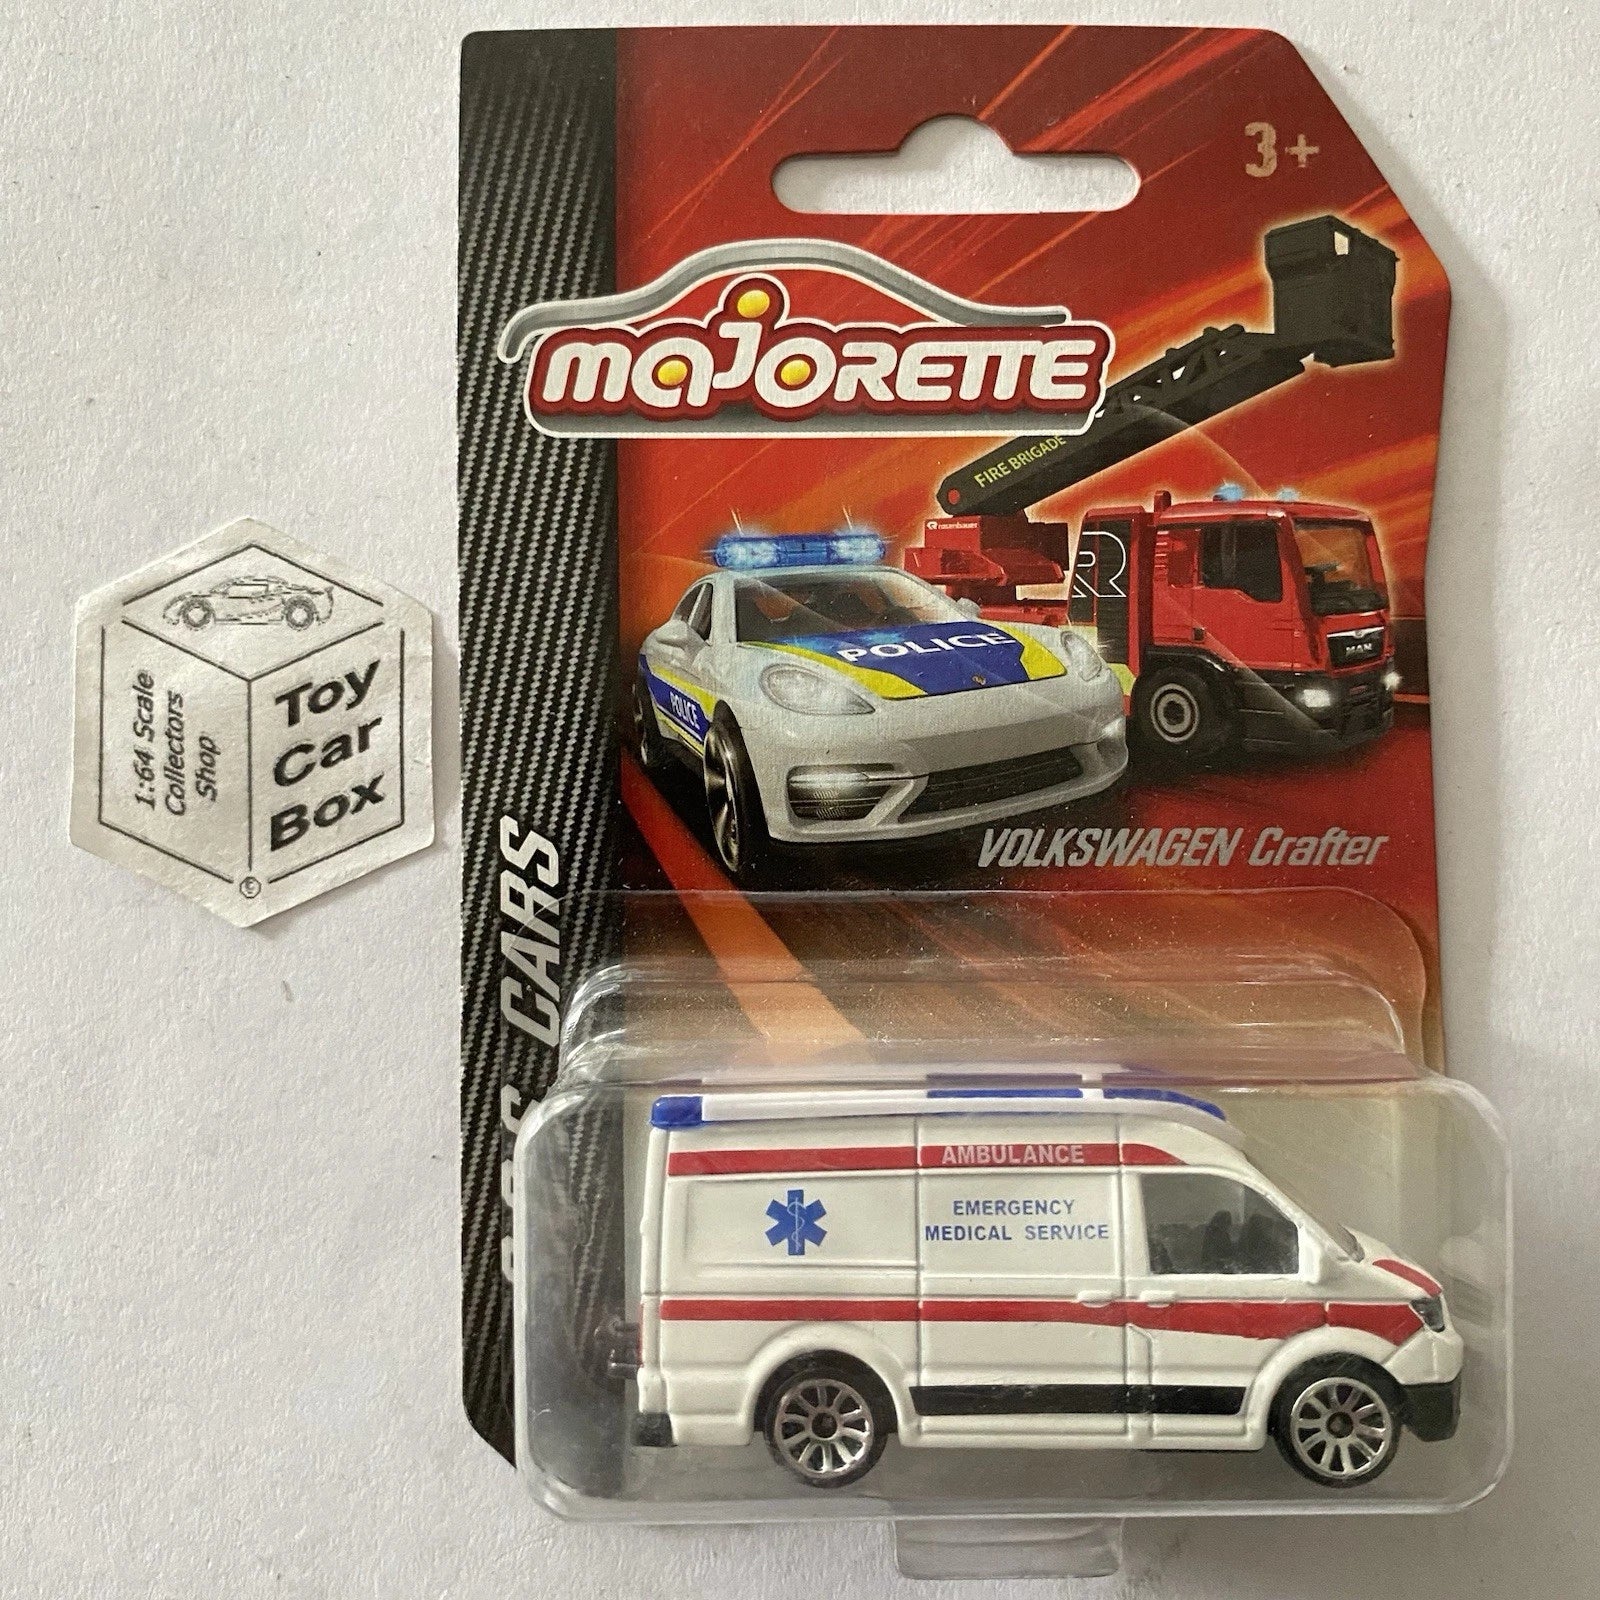 3+
MAJORETTE
FIRE BRIGADE
rosenbauer
R
POLICE
POLICE
MAN
VOLKSWAGEN Crafter
CARS
1:64 Scale
Collectors
Shop
Toy
Car
Box
©
AMBULANCE
EMERGENCY
MEDICAL SERVICE